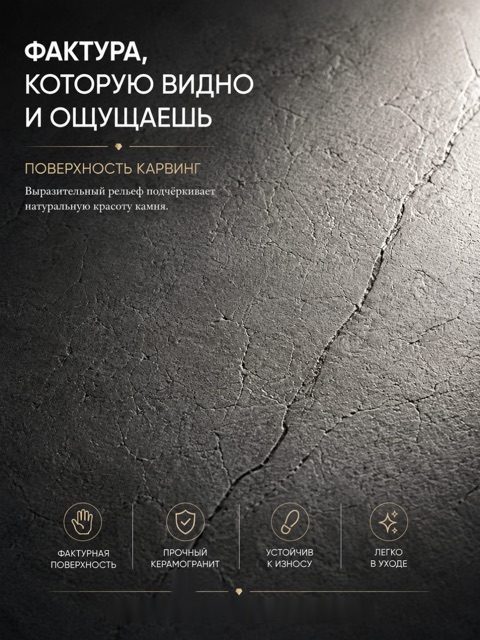 ФАКТУРА,
КОТОРУЮ ВИДНО
И ОЩУЩАЕШЬ
ПОВЕРХНОСТЬ КАРВИНГ
Выразительный рельеф подчёркивает
натуральную красоту камня.
ФАКТУРНАЯ
ПОВЕРХНОСТЬ
ПРОЧНЫЙ
КЕРАМОГРАНИТ
УСТОЙЧИВ
К ИЗНОСУ
ЛЕГКО
В УХОДЕ